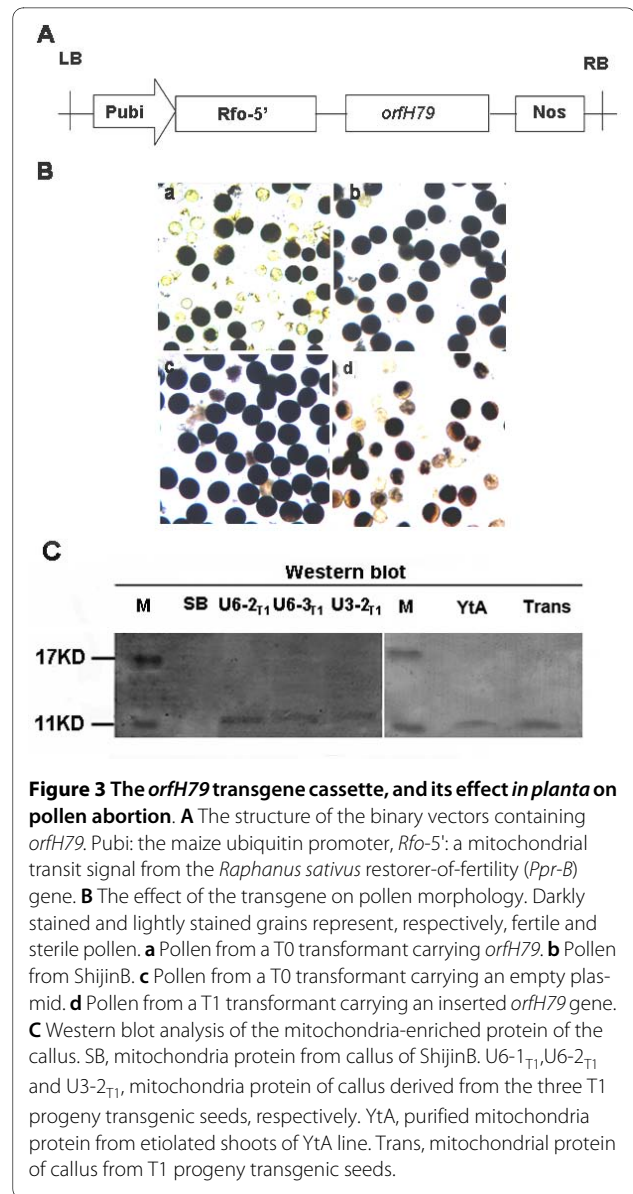 A
LB
RB
Pubi
Rfo-5'
orfH79
Nos
B
a
b
c
d
C
Western blot
M SB U6-2T1 U6-3T1 U3-2T1 M YtA Trans
17KD
11KD
Figure 3 The orfH79 transgene cassette, and its effect in planta on
pollen abortion. A The structure of the binary vectors containing
orfH79. Pubi: the maize ubiquitin promoter, Rfo-5': a mitochondrial
transit signal from the Raphanus sativus restorer-of-fertility (Ppr-B)
gene. B The effect of the transgene on pollen morphology. Darkly
stained and lightly stained grains represent, respectively, fertile and
sterile pollen. a Pollen from a T0 transformant carrying orfH79. b Pollen
from ShijinB. c Pollen from a T0 transformant carrying an empty plas-
mid. d Pollen from a T1 transformant carrying an inserted orfH79 gene.
C Western blot analysis of the mitochondria-enriched protein of the
callus. SB, mitochondria protein from callus of ShijinB. U6-1T1,U6-2T1
and U3-2T1, mitochondria protein of callus derived from the three T1
progeny transgenic seeds, respectively. YtA, purified mitochondria
protein from etiolated shoots of YtA line. Trans, mitochondrial protein
of callus from T1 progeny transgenic seeds.